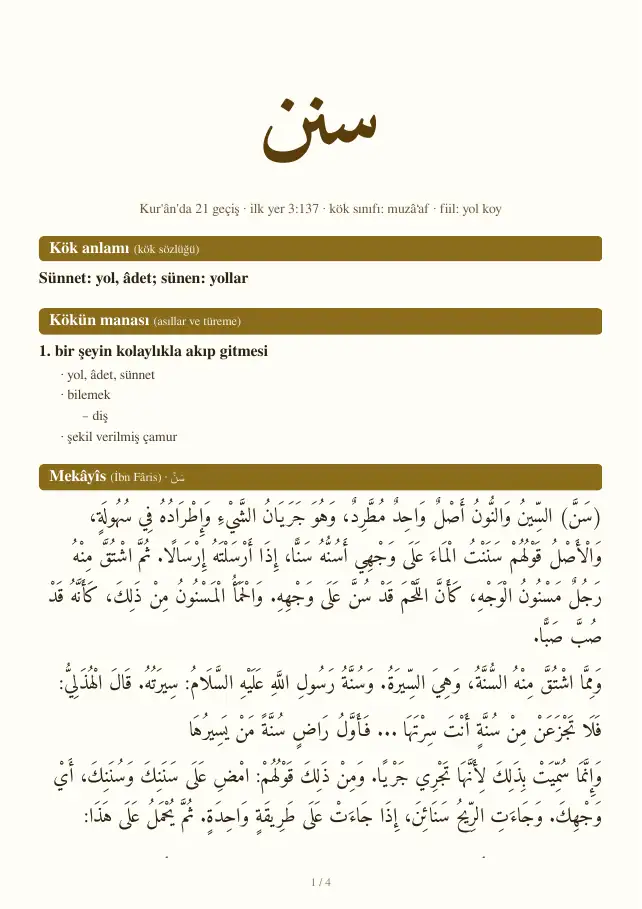 سنن
Kur'ân'da 21 geçiş · ilk yer 3:137 · kök sınıfı: muzâ'af · fiil: yol koy
Kök anlamı (kök sözlüğü)
Sünnet: yol, âdet; sünen: yollar
Kökün manası (asıllar ve türeme)
1. bir şeyin kolaylıkla akıp gitmesi
· yol, âdet, sünnet
· bilemek
– diş
· şekil verilmiş çamur
Mekâyîs (İbn Fâris) · سَنَّ
(سَنَّ) السِّينُ وَالنُّونُ أَصْلٌ وَاحِدٌ مُطَّرِدٌ، وَهُوَ جَرَيَانُ الشَّيْءِ وَإِطْرَادُهُ فِي سُهُولَةٍ،
وَالْأَصْلُ قَوْلُهُمْ سَنَنْتُ الْمَاءَ عَلَى وَجْهِي أَسُنُّهُ سَنًّا، إِذَا أَرْسَلْتَهُ إِرْسَالًا. ثُمَّ اشْتُقَّ مِنْهُ
رَجُلٌ مَسْنُونُ الْوَجْهِ، كَأَنَّ اللَّحْمَ قَدْ سُنَّ عَلَى وَجْهِهِ. وَالْحَمَأُ الْمَسْنُونُ مِنْ ذَلِكَ، كَأَنَّهُ قَدْ
صُبَّ صَبًّا.
وَمِمَّا اشْتُقَّ مِنْهُ السُّنَّةُ، وَهِيَ السِّيرَةُ. وَسُنَّةُ رَسُولِ اللَّهِ عَلَيْهِ السَّلَامُ: سِيرَتُهُ. قَالَ الْهُذَلِيُّ:
فَلَا تَجْزَعَنْ مِنْ سُنَّةٍ أَنْتَ سِرْتَهَا ... فَأَوَّلُ رَاضٍ سُنَّةً مَنْ يَسِيرُهَا
وَإِنَّمَا سُمِّيَتْ بِذَلِكَ لِأَنَّهَا تَجْرِي جَرْيًا. وَمِنْ ذَلِكَ قَوْلُهُمْ: امْضِ عَلَى سَنَنِكَ وَسُنَنِكَ، أَيْ
وَجْهِكَ. وَجَاءَتِ الرِّيحُ سَنَائِنَ، إِذَا جَاءَتْ عَلَى طَرِيقَةٍ وَاحِدَةٍ. ثُمَّ يُحْمَلُ عَلَى هَذَا:
1 / 4